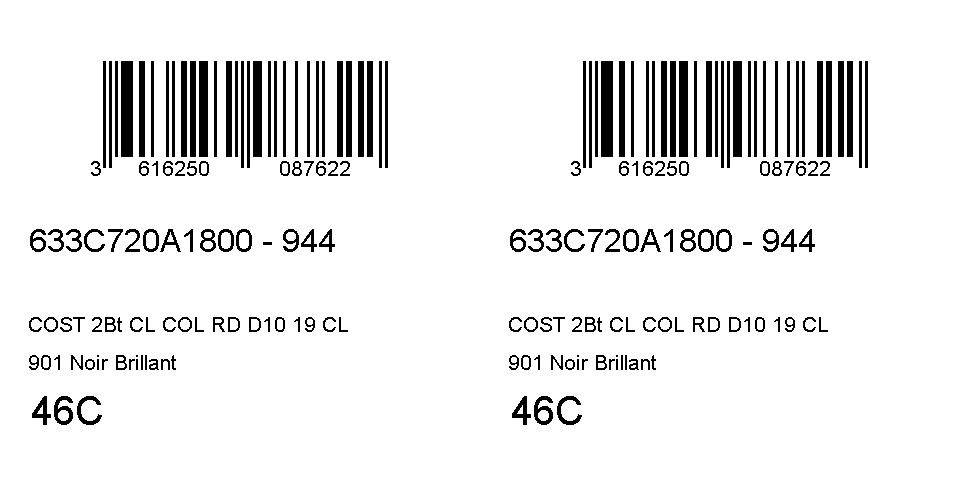 3 616250 087622
633C720A1800 - 944
COST 2Bt CL COL RD D10 19 CL
901 Noir Brillant
46C
3 616250 087622
633C720A1800 - 944
COST 2Bt CL COL RD D10 19 CL
901 Noir Brillant
46C